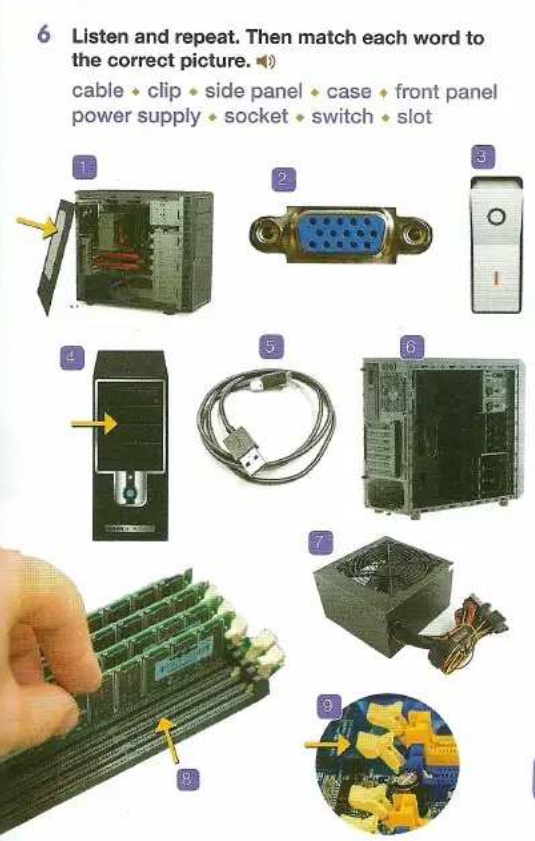 6 Listen and repeat. Then match each word to
the correct picture.
cable • clip • side panel • case • front panel
power supply • socket • switch • slot
1
2
3
4
5
6
7
8
9